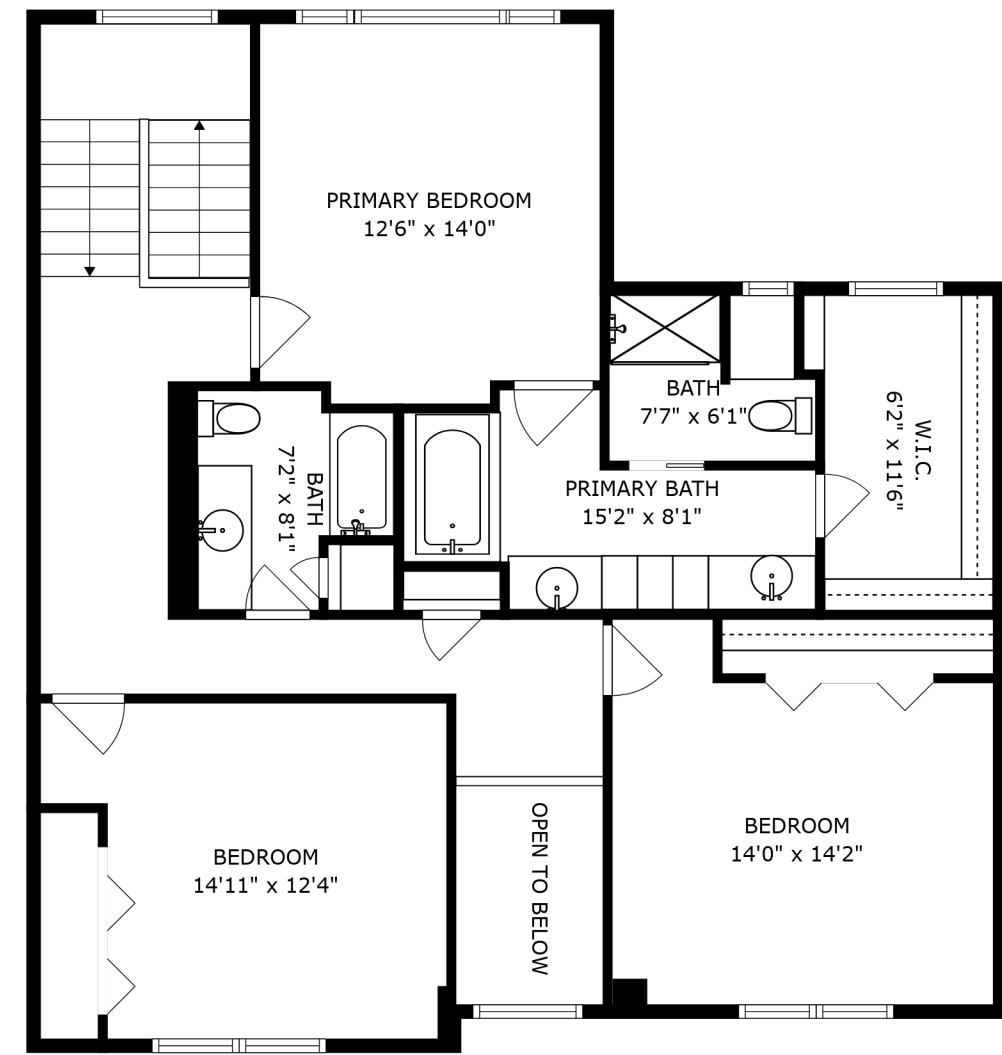 PRIMARY BEDROOM
12'6" x 14'0"
BATH
7'7" x 6'1"
W.I.C.
6'2" x 11'6"
BATH
7'2" x 8'1"
PRIMARY BATH
15'2" x 8'1"
BEDROOM
14'11" x 12'4"
OPEN TO BELOW
BEDROOM
14'0" x 14'2"